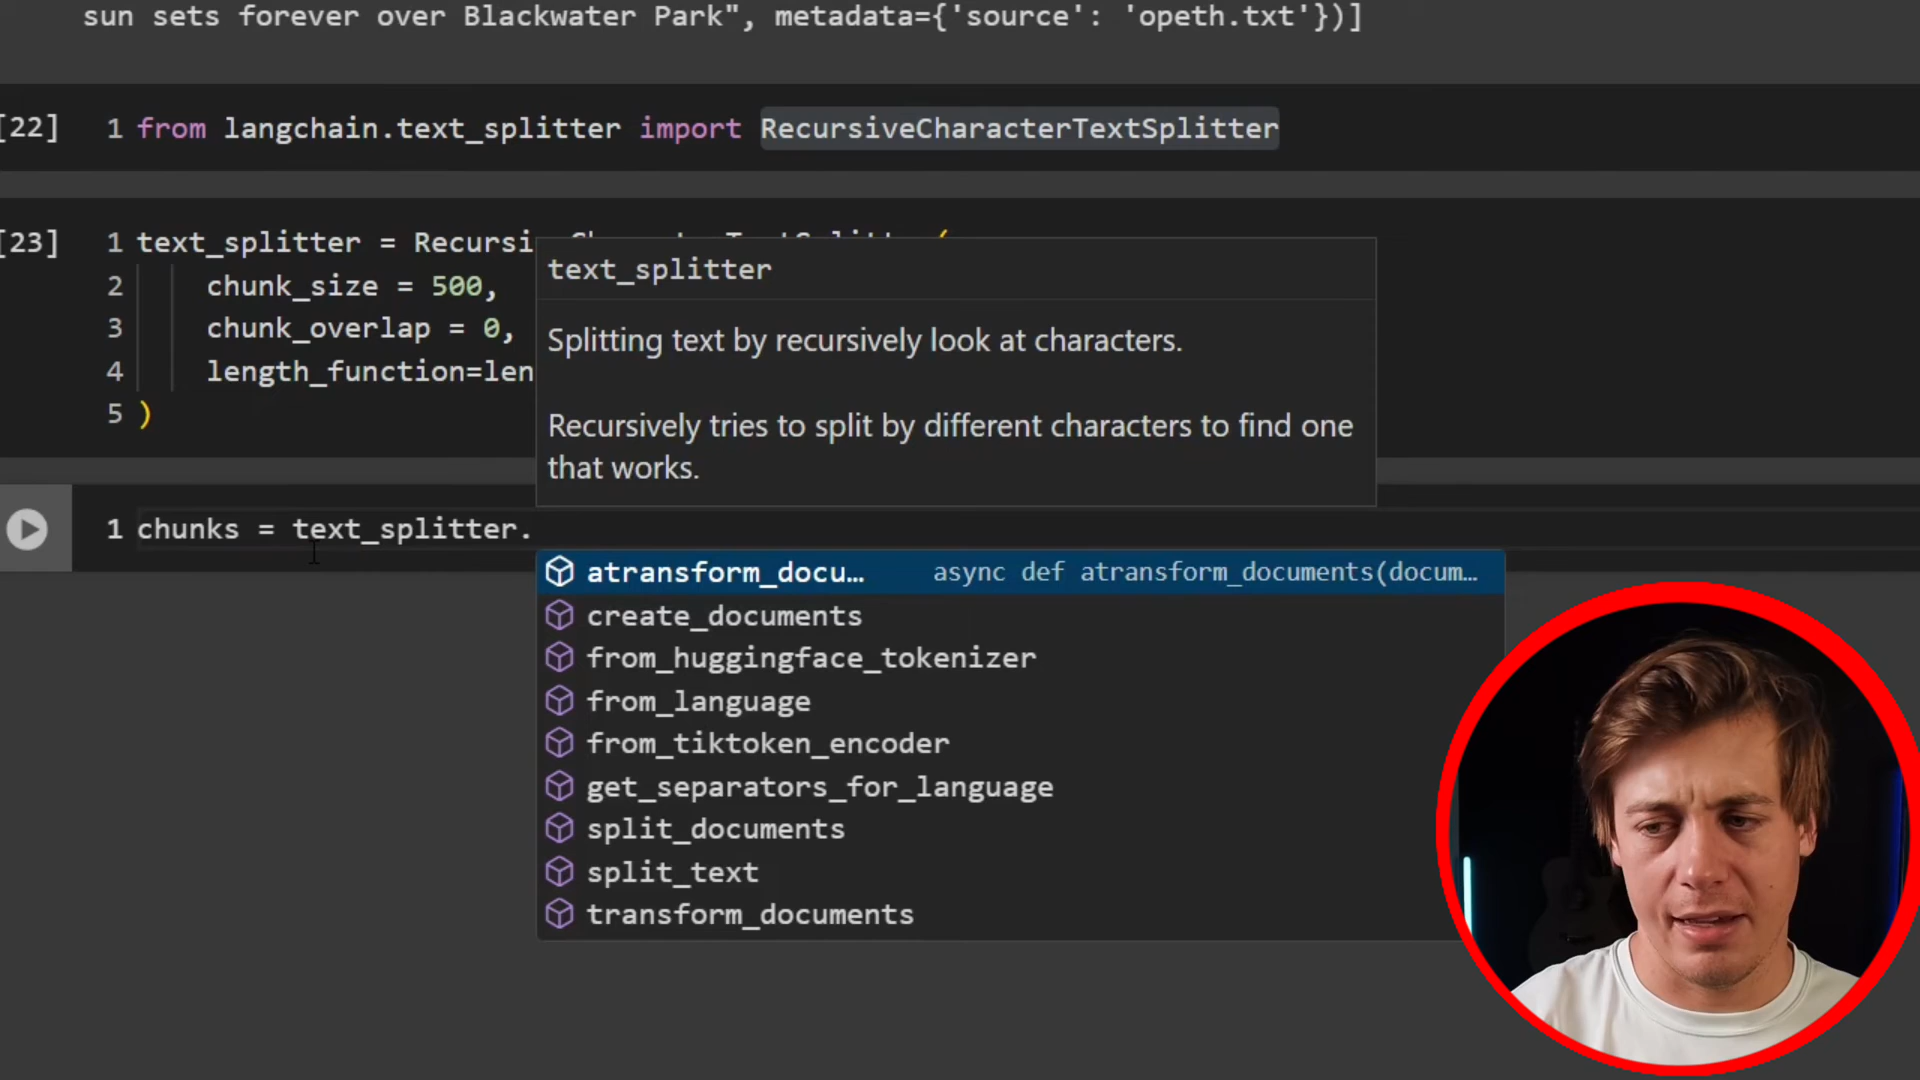 sun sets forever over Blackwater Park", metadata={'source': 'opeth.txt'})]
[22] 1 from langchain.text_splitter import RecursiveCharacterTextSplitter
[23] 1 text_splitter = Recursi
2 chunk_size = 500,
3 chunk_overlap = 0,
4 length_function=len
5 )
text_splitter
Splitting text by recursively look at characters.
Recursively tries to split by different characters to find one
that works.
1 chunks = text_splitter.
atransform_docu… async def atransform_documents(docum…
create_documents
from_huggingface_tokenizer
from_language
from_tiktoken_encoder
get_separators_for_language
split_documents
split_text
transform_documents